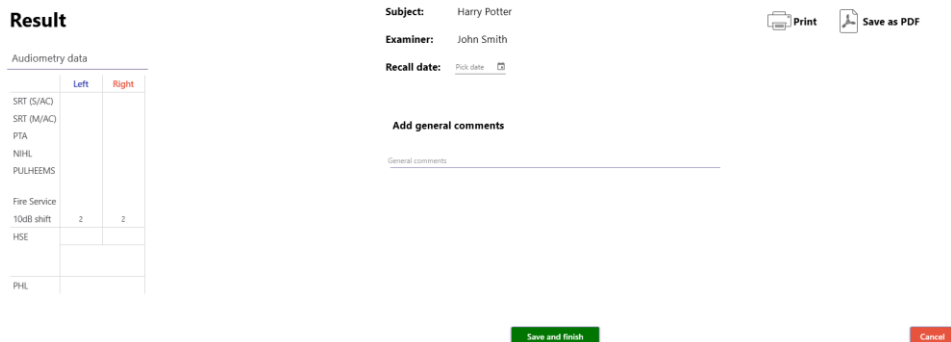 Result
Audiometry data
Left Right
SRT (S/AC)
SRT (M/AC)
PTA
NIHL
PULHEEMS
Fire Service
10dB shift 2 2
HSE
PHL
Subject: Harry Potter
Examiner: John Smith
Recall date: Pick date
Add general comments
General comments
Print
Save as PDF
Save and finish
Cancel